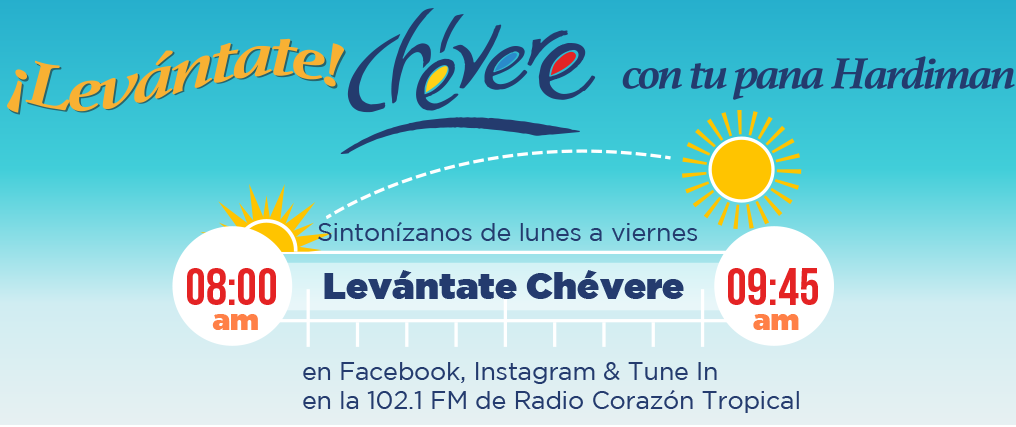 ¡Levántate! Chévere con tu pana Hardiman
Sintonízanos de lunes a viernes
08:00 am Levántate Chévere 09:45 am
en Facebook, Instagram & Tune In
en la 102.1 FM de Radio Corazón Tropical